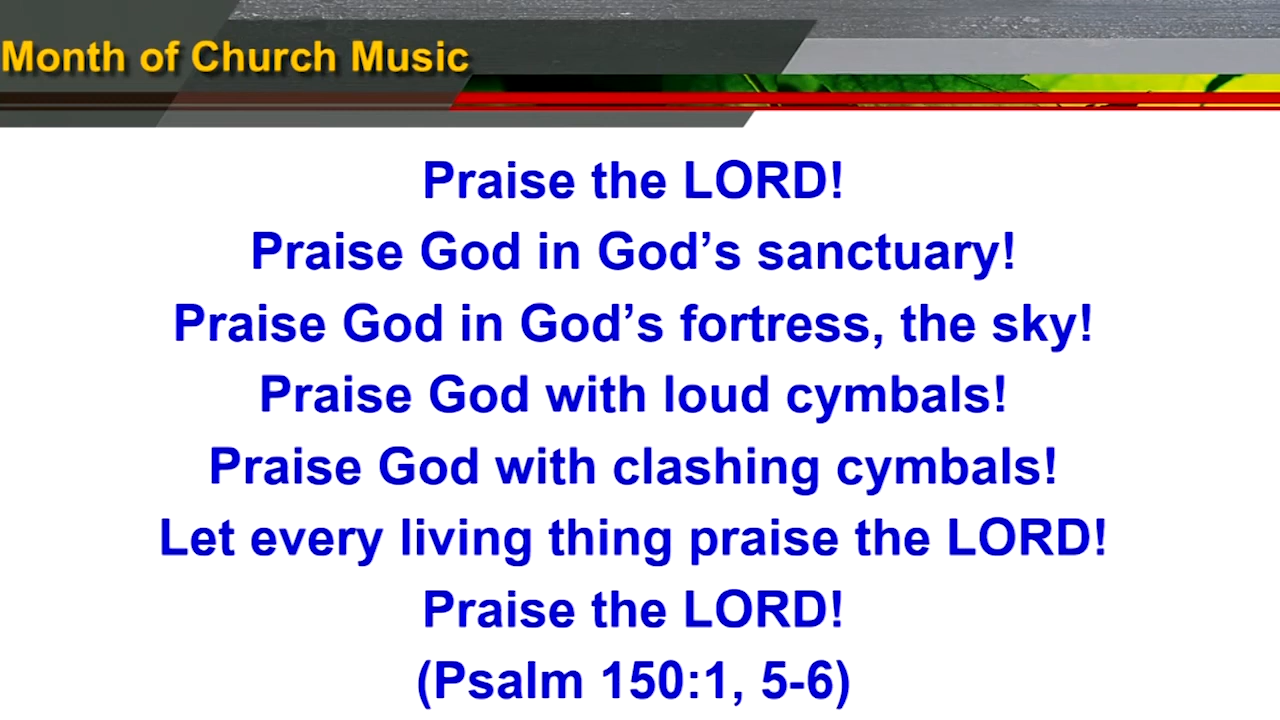 Month of Church Music
Praise the LORD!
Praise God in God’s sanctuary!
Praise God in God’s fortress, the sky!
Praise God with loud cymbals!
Praise God with clashing cymbals!
Let every living thing praise the LORD!
Praise the LORD!
(Psalm 150:1, 5-6)